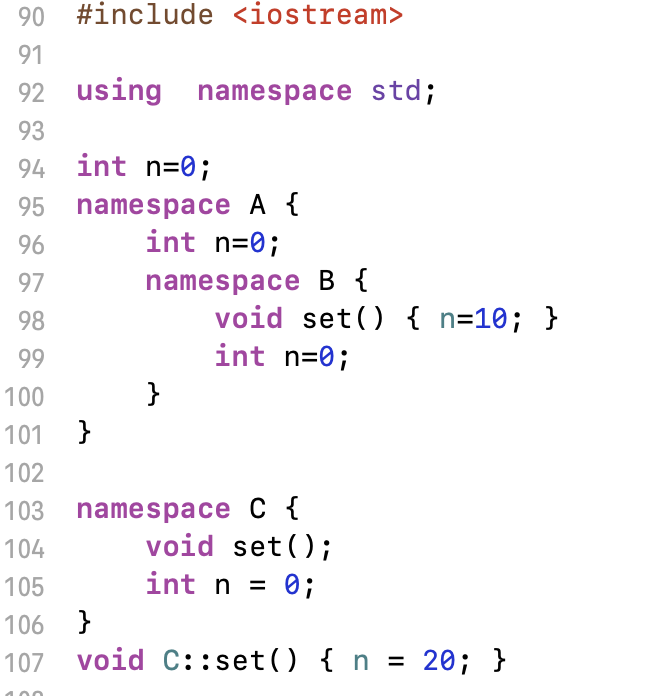 90 #include <iostream>
91
92 using  namespace std;
93
94 int n=0;
95 namespace A {
96     int n=0;
97     namespace B {
98         void set() { n=10; }
99         int n=0;
100     }
101 }
102
103 namespace C {
104     void set();
105     int n = 0;
106 }
107 void C::set() { n = 20; }